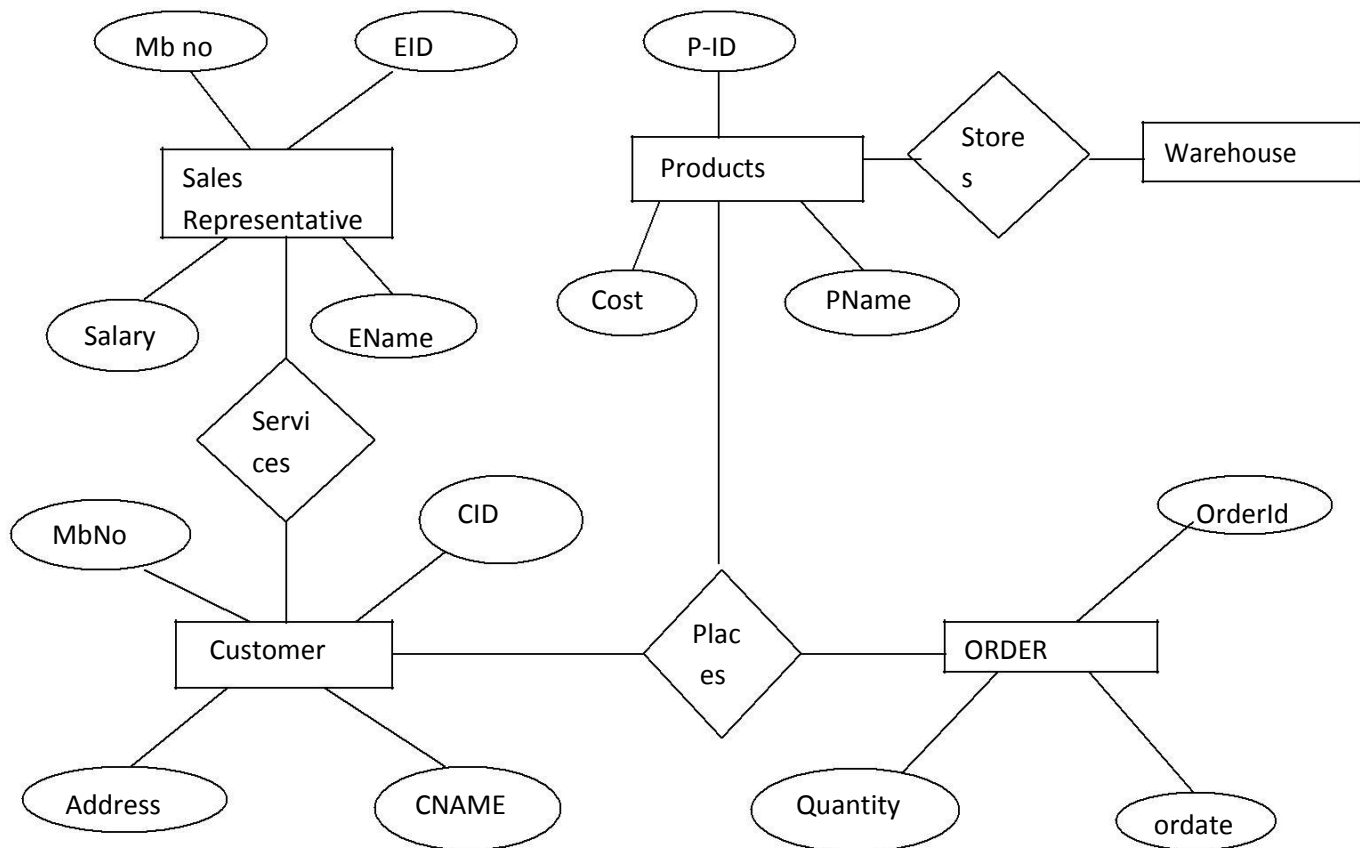 Mb no
EID
P-ID
Sales
Representative
Products
Store
s
Warehouse
Salary
EName
Cost
PName
Servi
ces
MbNo
CID
OrderId
Customer
Plac
es
ORDER
Address
CNAME
Quantity
ordate